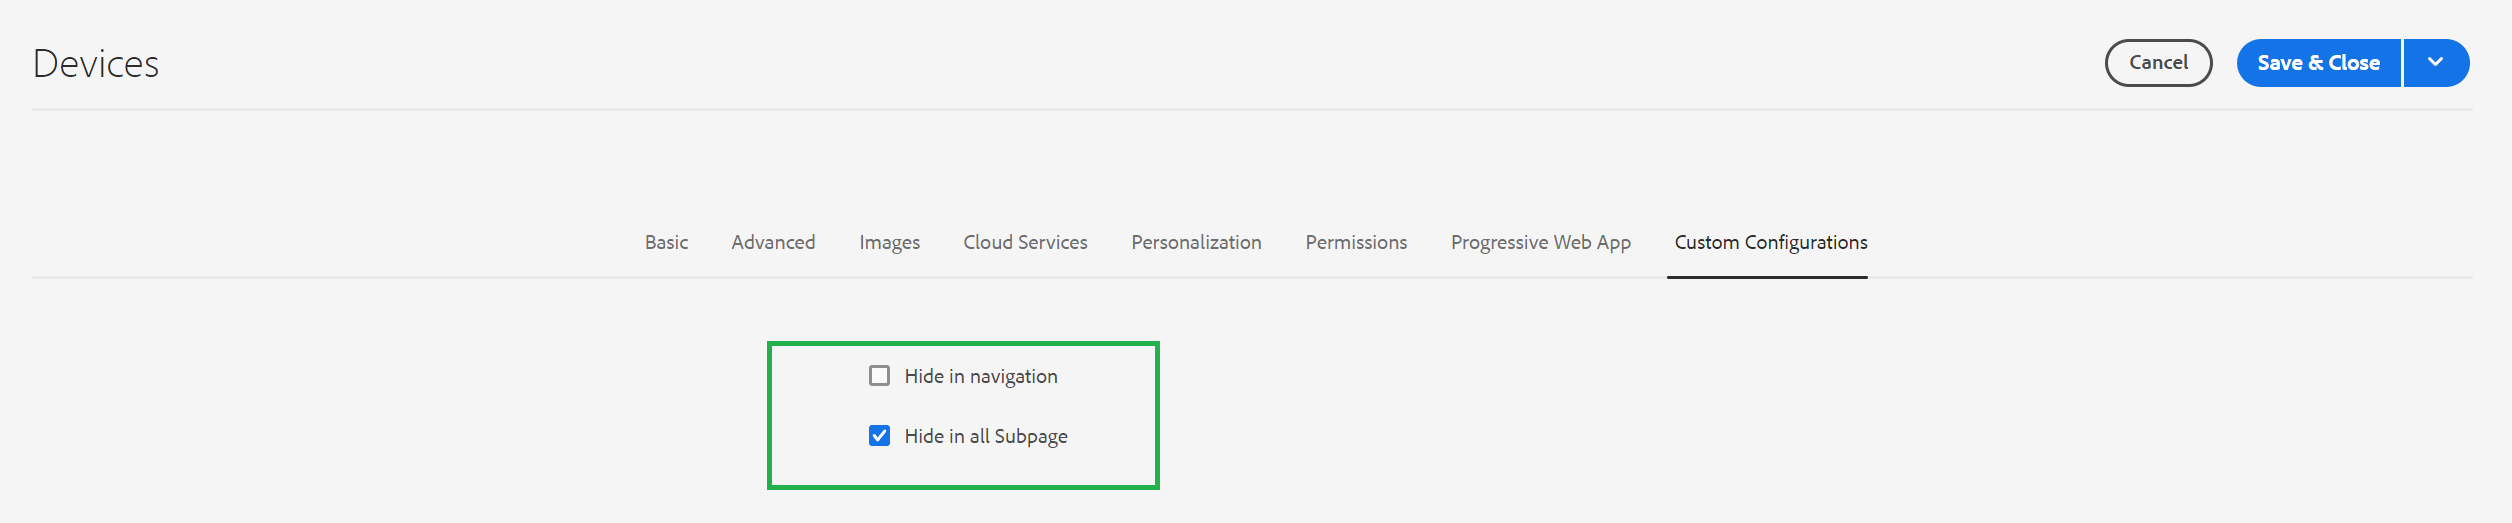 Devices
Cancel
Save & Close
Basic Advanced Images Cloud Services Personalization Permissions Progressive Web App Custom Configurations
Hide in navigation
Hide in all Subpage